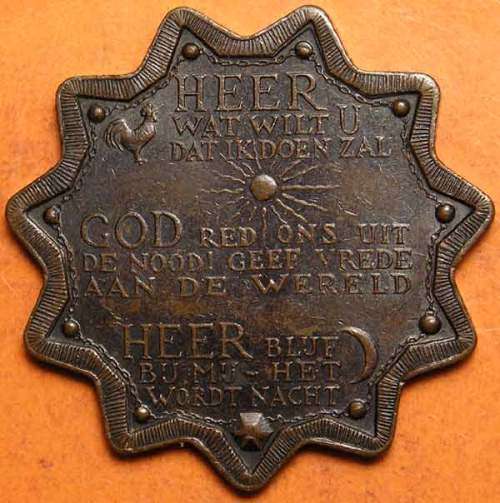 HEER
WAT WILT U
DAT IK DOEN ZAL
GOD RED ONS UIT
DE NOOD! GEEF VREDE
AAN DE WERELD
HEER BLIJF
BIJ MIJ - HET
WORDT NACHT